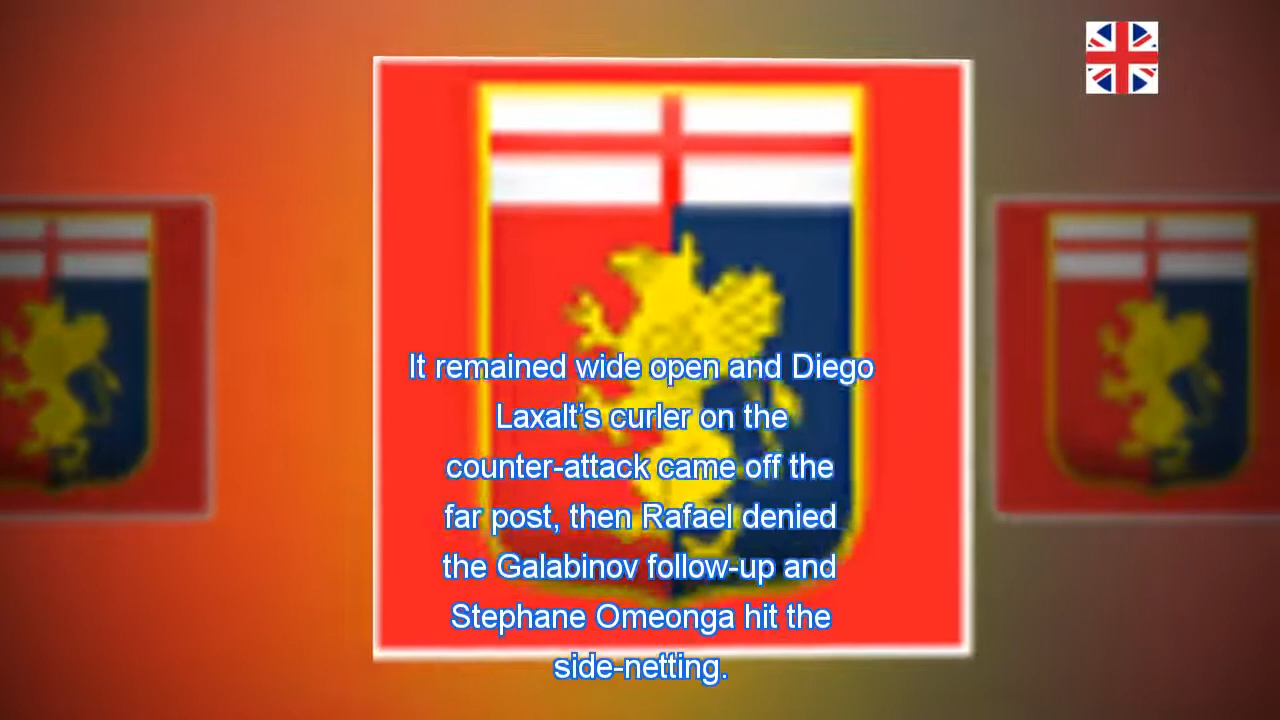 It remained wide open and Diego
Laxalt’s curler on the
counter-attack came off the
far post, then Rafael denied
the Galabinov follow-up and
Stephane Omeonga hit the
side-netting.